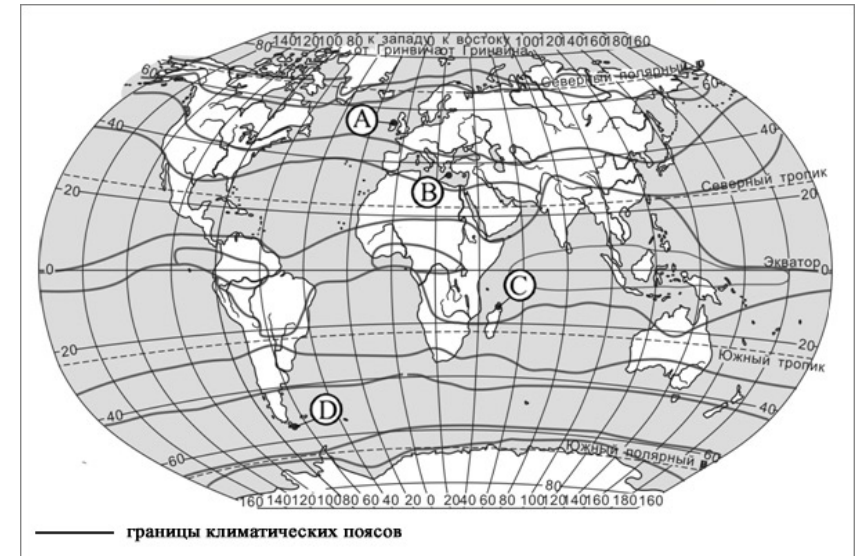 140 120 100 80 к западу к востоку 100 120 140 160 180 160
80 от Гринвича от Гринвича
Северный полярный
60 60
A
40 40
B
Северный тропик
20 20
Экватор
0 0
C
20 20
Южный тропик
D
40 40
Южный полярный
60 60
80
160 140 120 100 80 60 40 20 0 20 40 60 80 100 120 140 160 180 160
границы климатических поясов